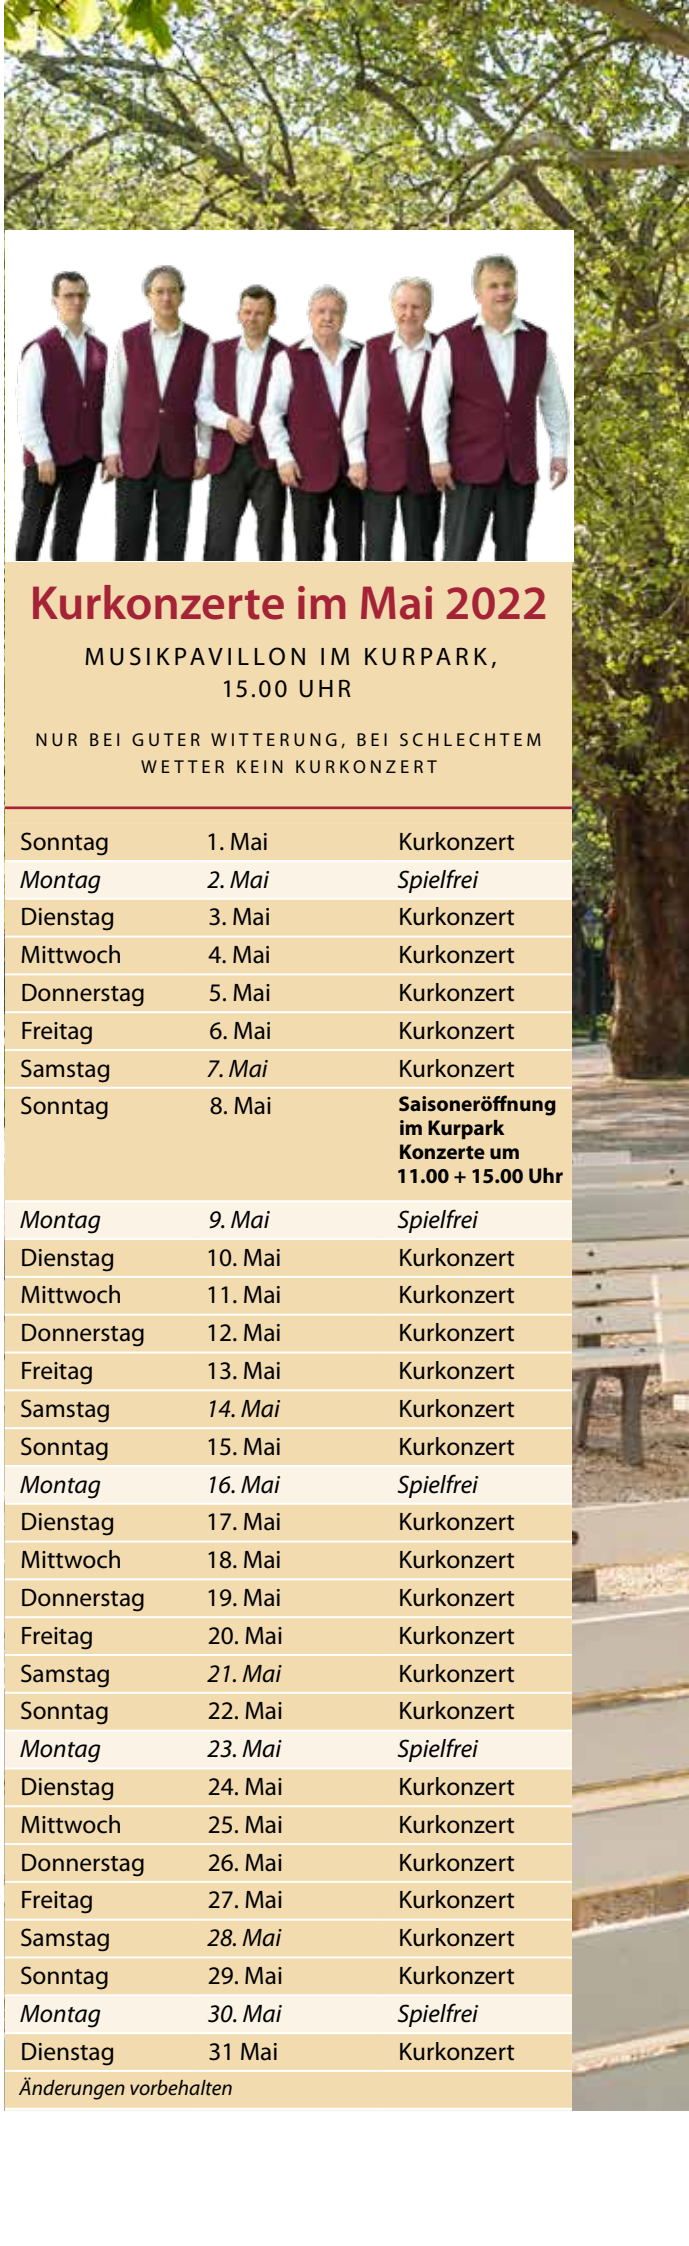 Kurkonzerte im Mai 2022
MUSIKPAVILLON IM KURPARK,
15.00 UHR
NUR BEI GUTER WITTERUNG, BEI SCHLECHTEM
WETTER KEIN KURKONZERT
Sonntag 1. Mai Kurkonzert
Montag 2. Mai Spielfrei
Dienstag 3. Mai Kurkonzert
Mittwoch 4. Mai Kurkonzert
Donnerstag 5. Mai Kurkonzert
Freitag 6. Mai Kurkonzert
Samstag 7. Mai Kurkonzert
Sonntag 8. Mai Saisoneröffnung
im Kurpark
Konzerte um
11.00 + 15.00 Uhr
Montag 9. Mai Spielfrei
Dienstag 10. Mai Kurkonzert
Mittwoch 11. Mai Kurkonzert
Donnerstag 12. Mai Kurkonzert
Freitag 13. Mai Kurkonzert
Samstag 14. Mai Kurkonzert
Sonntag 15. Mai Kurkonzert
Montag 16. Mai Spielfrei
Dienstag 17. Mai Kurkonzert
Mittwoch 18. Mai Kurkonzert
Donnerstag 19. Mai Kurkonzert
Freitag 20. Mai Kurkonzert
Samstag 21. Mai Kurkonzert
Sonntag 22. Mai Kurkonzert
Montag 23. Mai Spielfrei
Dienstag 24. Mai Kurkonzert
Mittwoch 25. Mai Kurkonzert
Donnerstag 26. Mai Kurkonzert
Freitag 27. Mai Kurkonzert
Samstag 28. Mai Kurkonzert
Sonntag 29. Mai Kurkonzert
Montag 30. Mai Spielfrei
Dienstag 31 Mai Kurkonzert
Änderungen vorbehalten